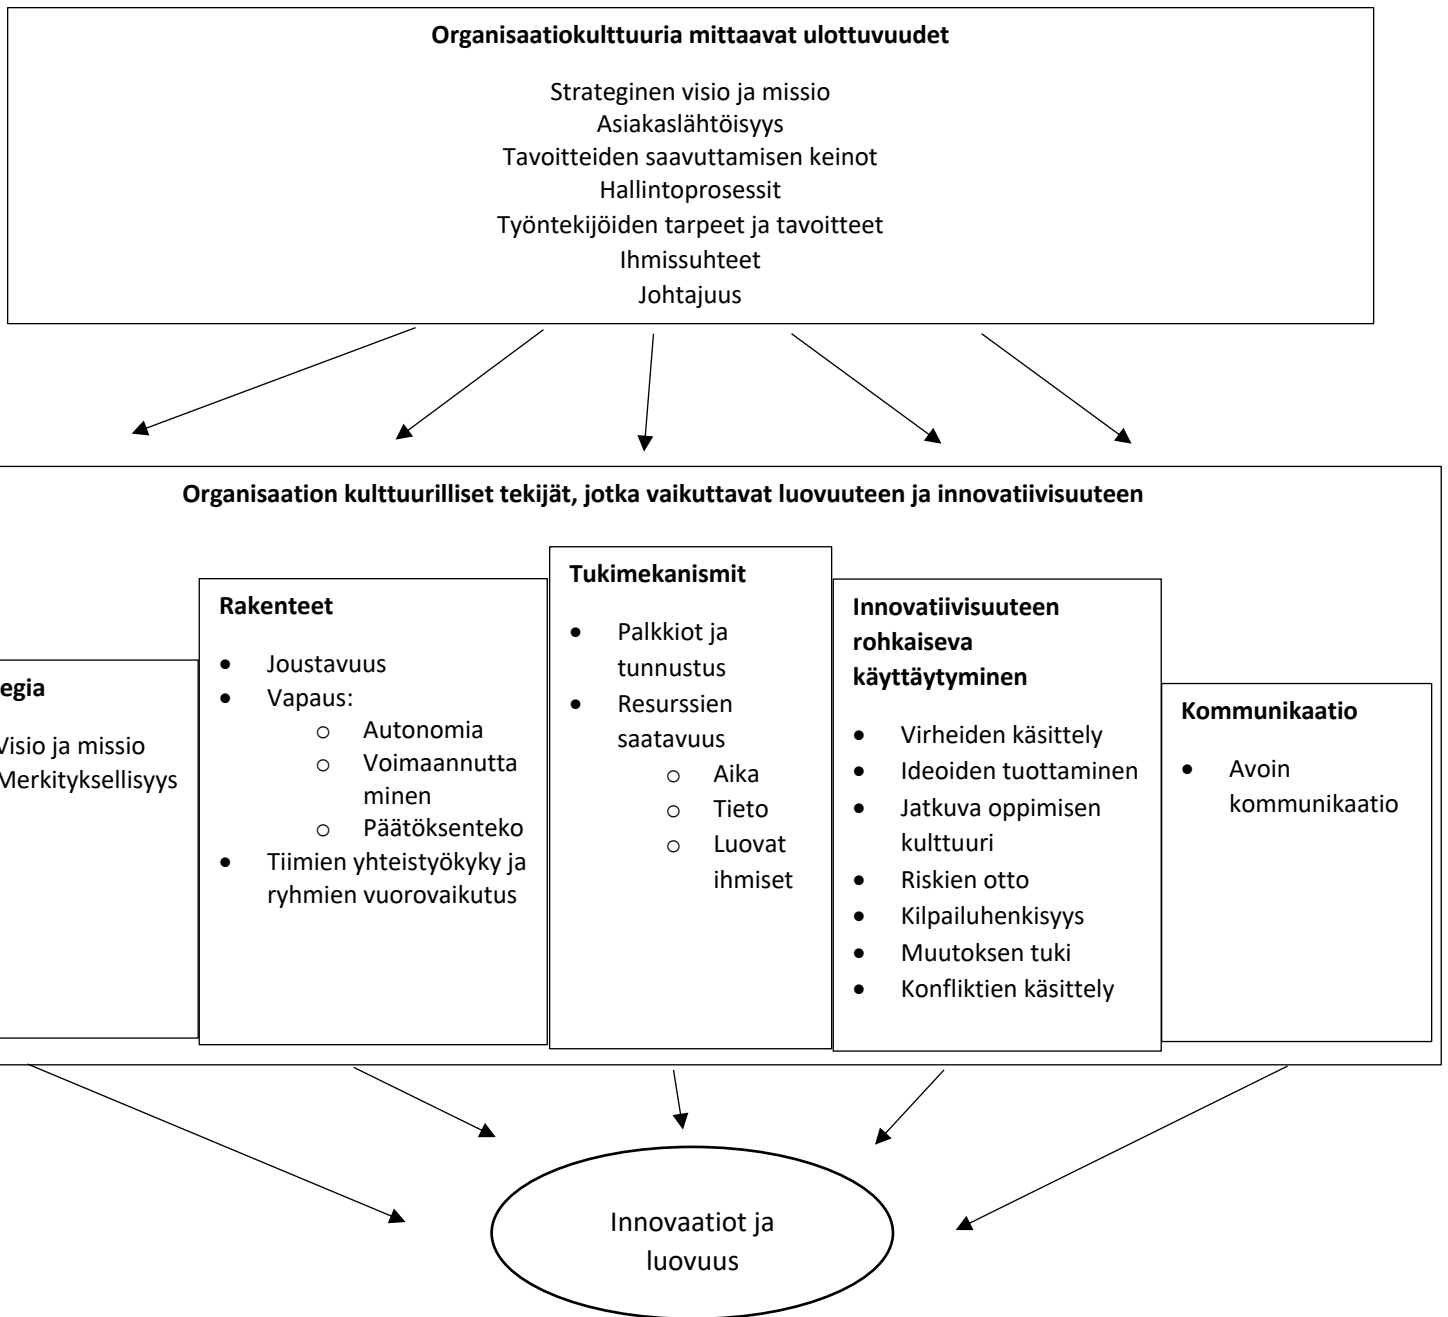 Organisaatiokulttuuria mittaavat ulottuvuudet
Strateginen visio ja missio
Asiakaslähtöisyys
Tavoitteiden saavuttamisen keinot
Hallintoprosessit
Työntekijöiden tarpeet ja tavoitteet
Ihmissuhteet
Johtajuus
Organisaation kulttuurilliset tekijät, jotka vaikuttavat luovuuteen ja innovatiivisuuteen
egia
Visio ja missio
Merkityksellisyys
Rakenteet
• Joustavuus
• Vapaus:
o Autonomia
o Voimaannutta
minen
o Päätöksenteko
• Tiimien yhteistyökyky ja
ryhmien vuorovaikutus
Tukimekanismit
• Palkkiot ja
tunnustus
• Resurssien
saatavuus
o Aika
o Tieto
o Luovat
ihmiset
Innovatiivisuuteen
rohkaiseva
käyttäytyminen
• Virheiden käsittely
• Ideoiden tuottaminen
• Jatkuva oppimisen
kulttuuri
• Riskien otto
• Kilpailuhenkisyys
• Muutoksen tuki
• Konfliktien käsittely
Kommunikaatio
• Avoin
kommunikaatio
Innovaatiot ja
luovuus